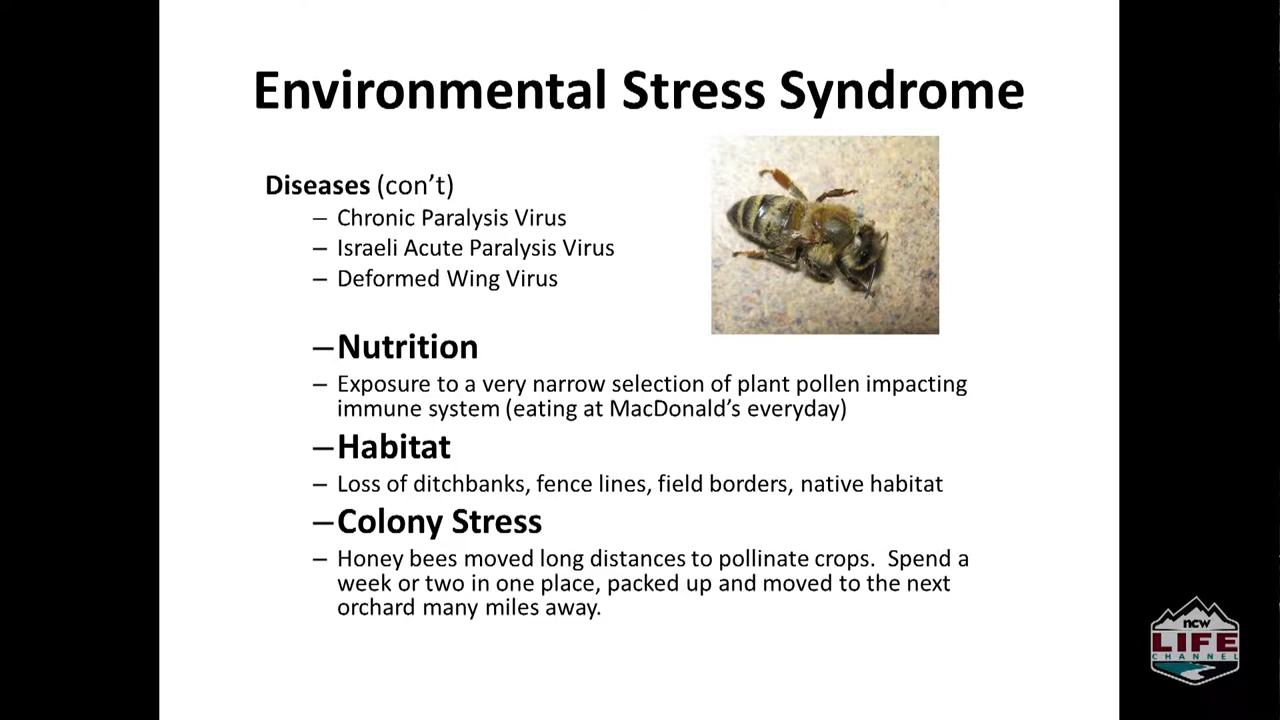 Environmental Stress Syndrome
Diseases (con’t)
– Chronic Paralysis Virus
– Israeli Acute Paralysis Virus
– Deformed Wing Virus
–Nutrition
– Exposure to a very narrow selection of plant pollen impacting
immune system (eating at MacDonald’s everyday)
–Habitat
– Loss of ditchbanks, fence lines, field borders, native habitat
–Colony Stress
– Honey bees moved long distances to pollinate crops.  Spend a
week or two in one place, packed up and moved to the next
orchard many miles away.
ncw
LIFE
CHANNEL